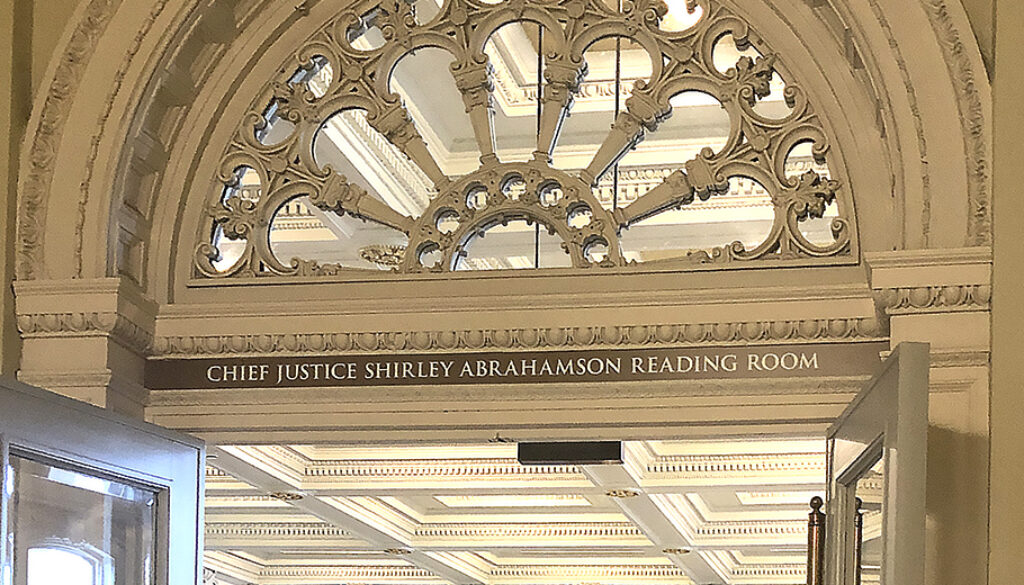 CHIEF JUSTICE SHIRLEY ABRAHAMSON READING ROOM